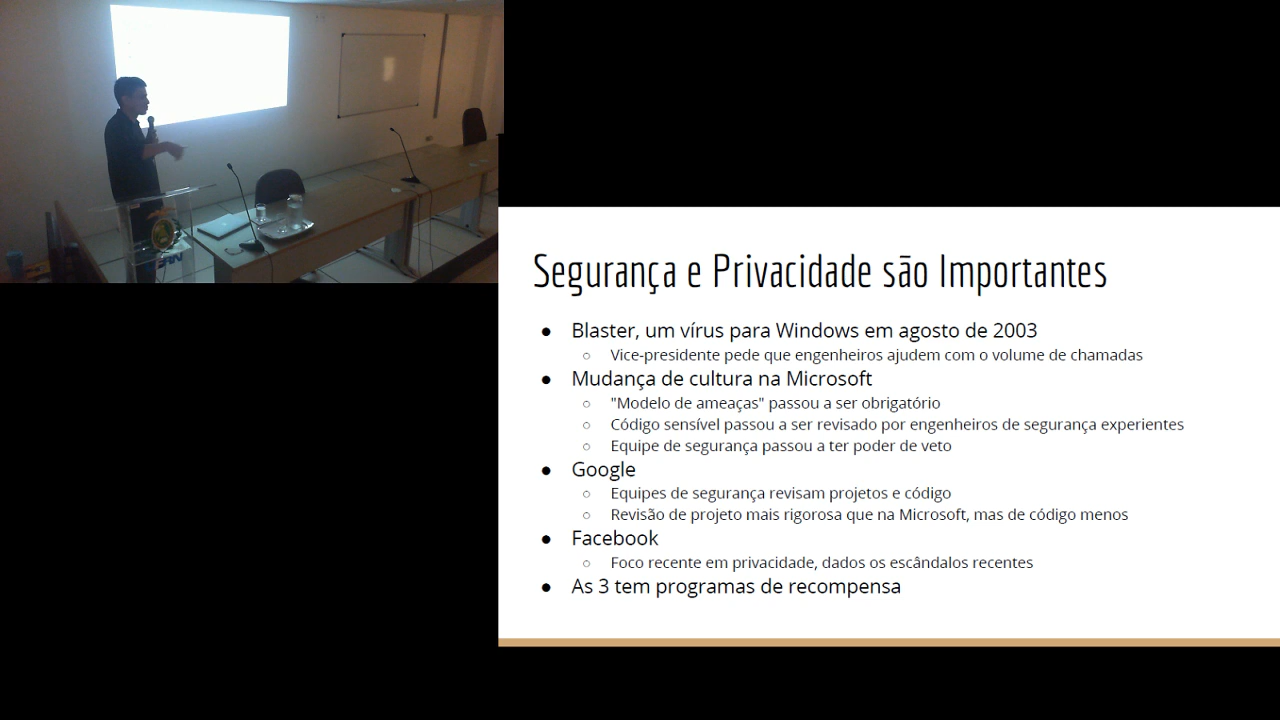 Segurança e Privacidade são Importantes
● Blaster, um vírus para Windows em agosto de 2003
○ Vice-presidente pede que engenheiros ajudem com o volume de chamadas
● Mudança de cultura na Microsoft
○ "Modelo de ameaças" passou a ser obrigatório
○ Código sensível passou a ser revisado por engenheiros de segurança experientes
○ Equipe de segurança passou a ter poder de veto
● Google
○ Equipes de segurança revisam projetos e código
○ Revisão de projeto mais rigorosa que na Microsoft, mas de código menos
● Facebook
○ Foco recente em privacidade, dados os escândalos recentes
● As 3 tem programas de recompensa